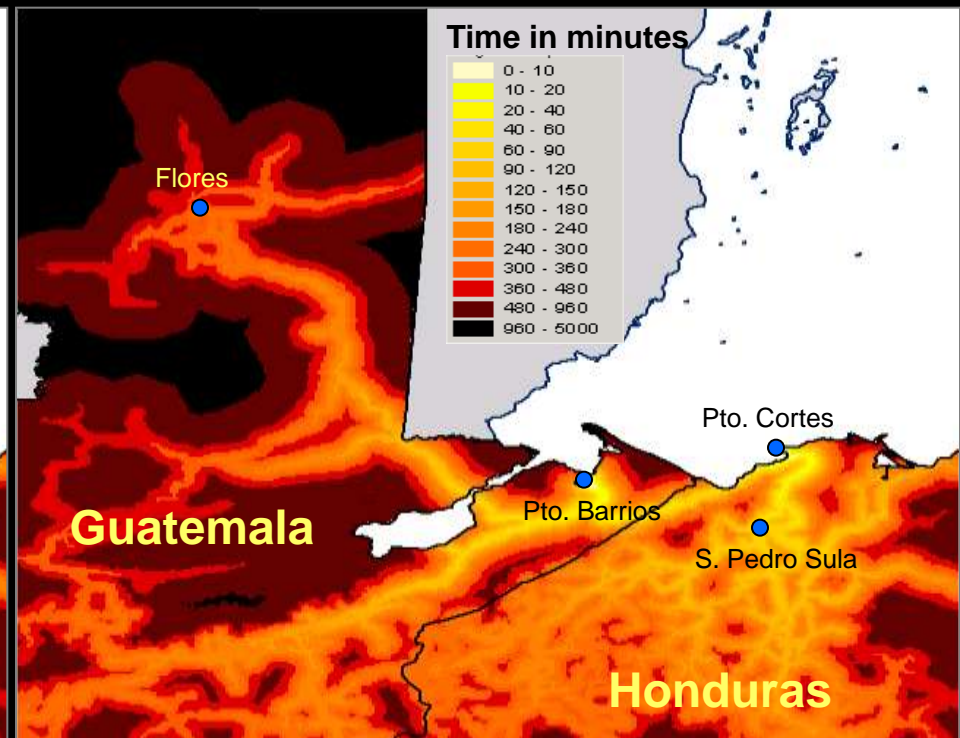 Time in minutes
0 - 10
10 - 20
20 - 40
40 - 60
60 - 90
90 - 120
120 - 150
150 - 180
180 - 240
240 - 300
300 - 360
360 - 480
480 - 960
960 - 5000
Flores
Pto. Cortes
Pto. Barrios
Guatemala
S. Pedro Sula
Honduras